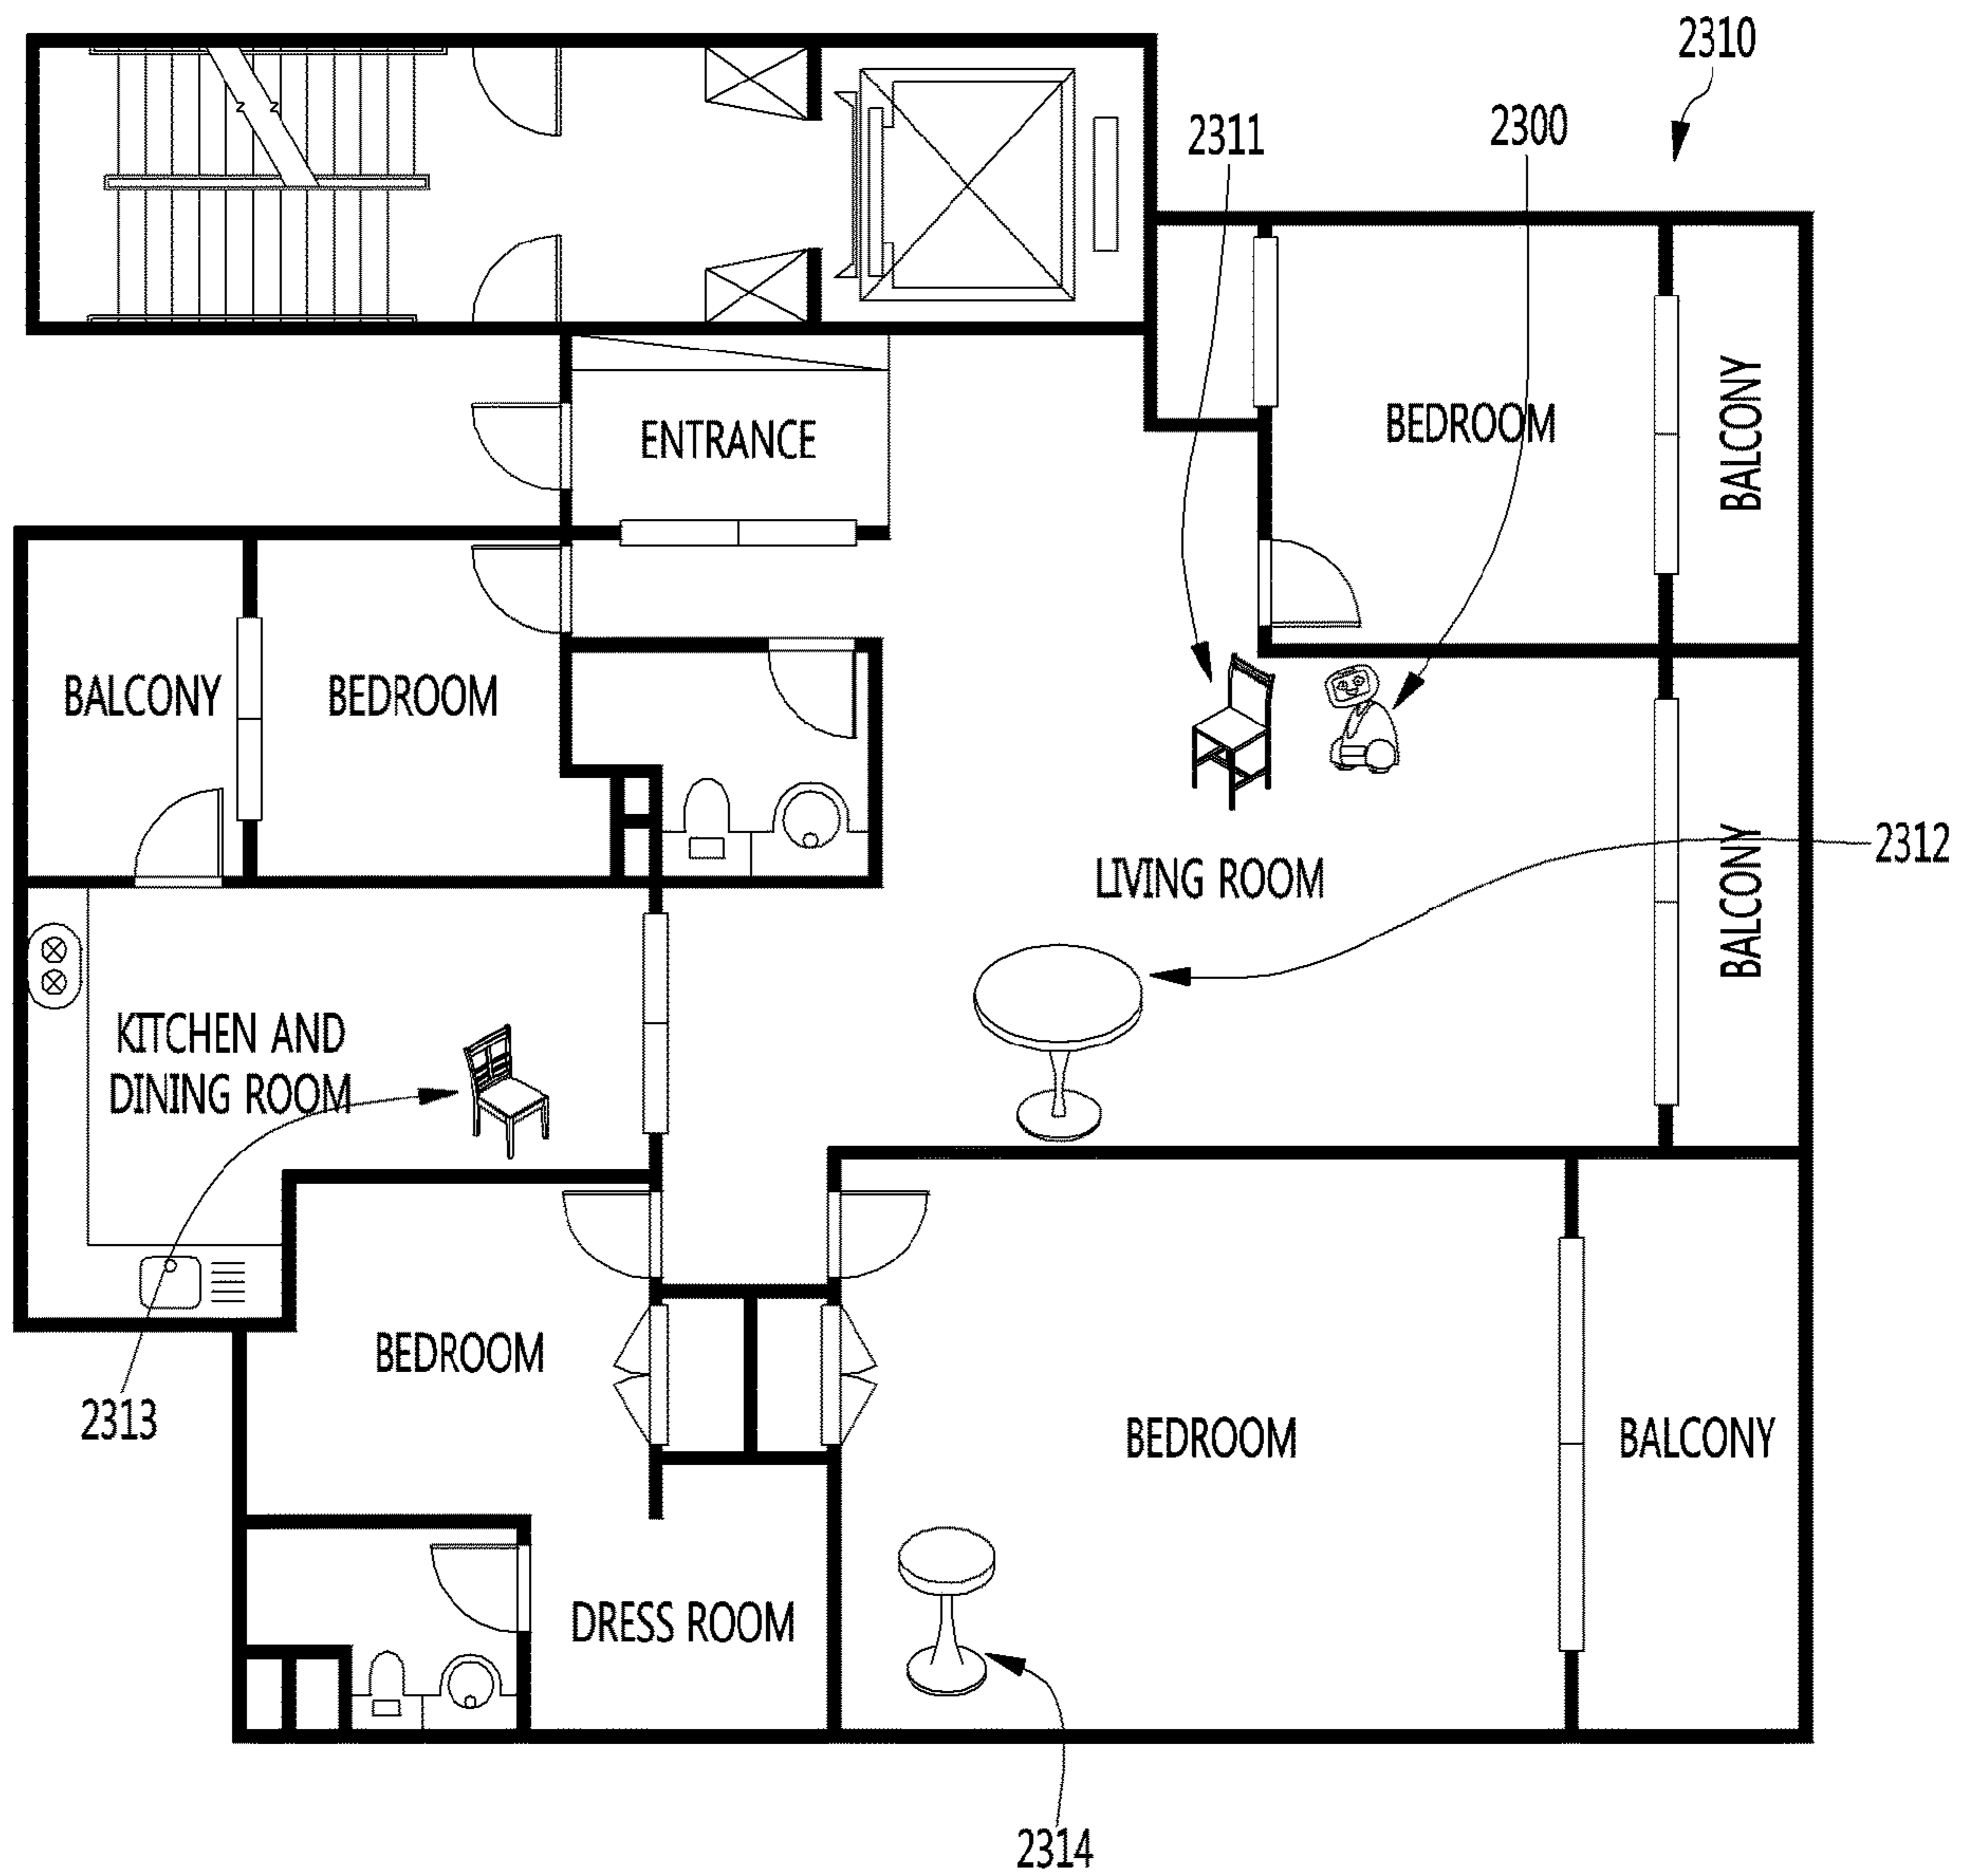 2310
2300
2311
BEDROOM
BALCONY
ENTRANCE
BALCONY
BEDROOM
2312
LIVING ROOM
BALCONY
KITCHEN AND
DINING ROOM
BEDROOM
2313
BEDROOM
BALCONY
DRESS ROOM
2314